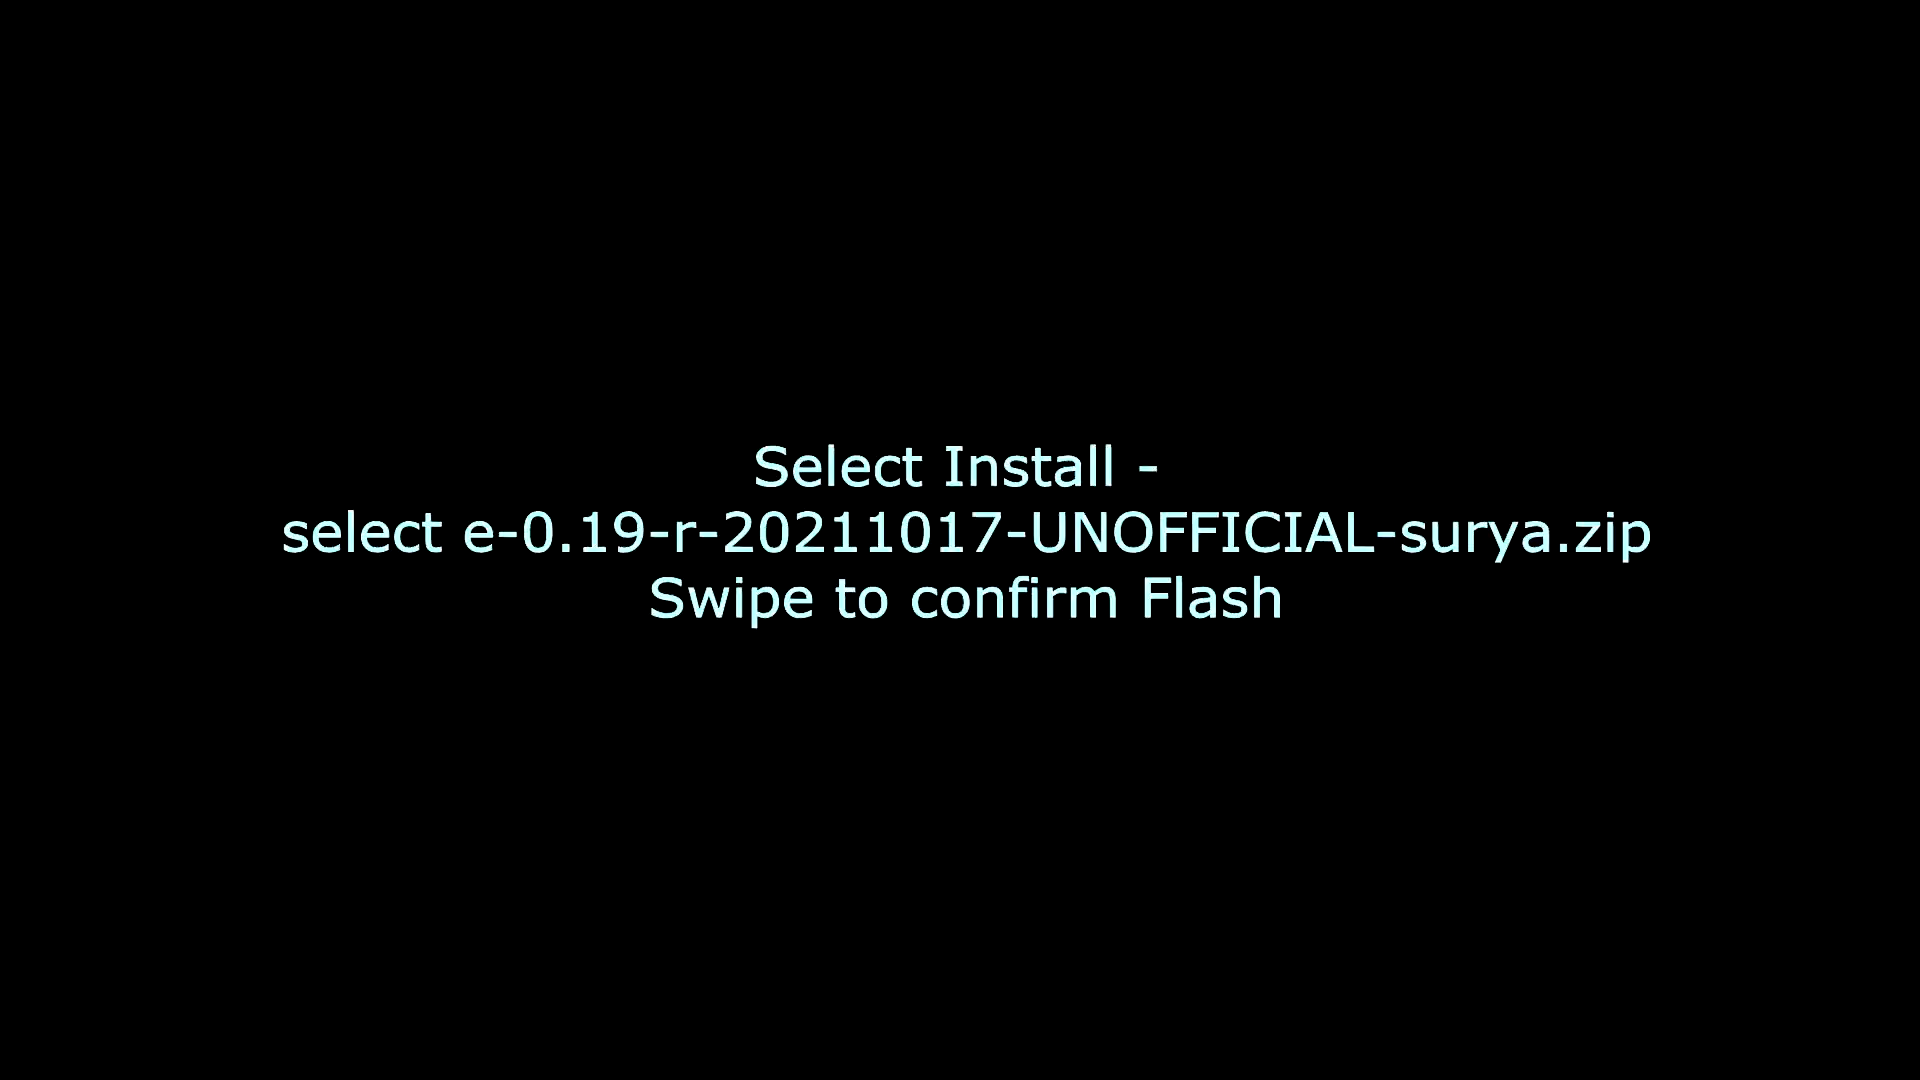 Select Install -
select e-0.19-r-20211017-UNOFFICIAL-surya.zip
Swipe to confirm Flash